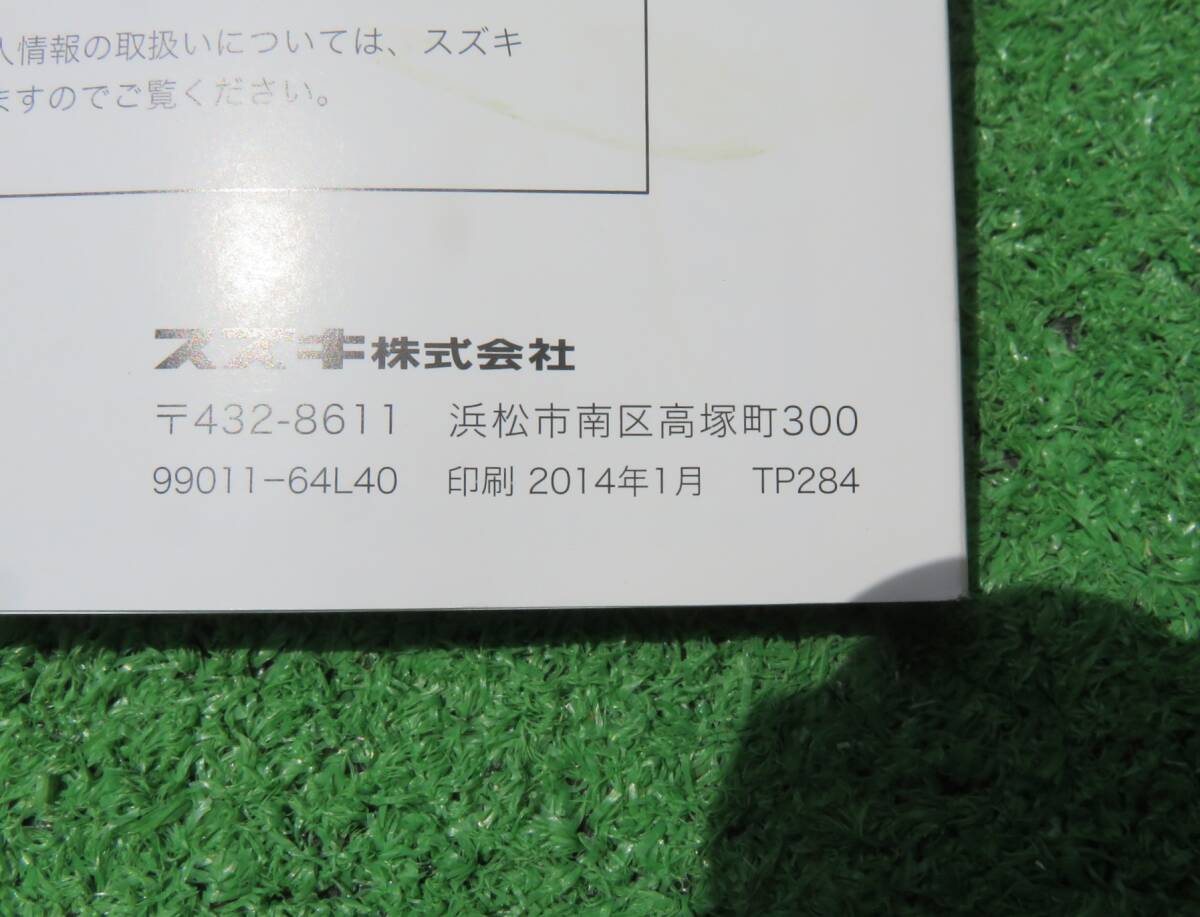 人情報の取扱いについては、スズキ
ますのでご覧ください。
スズキ株式会社
〒432-8611 浜松市南区高塚町300
99011-64L40 印刷 2014年1月 TP284